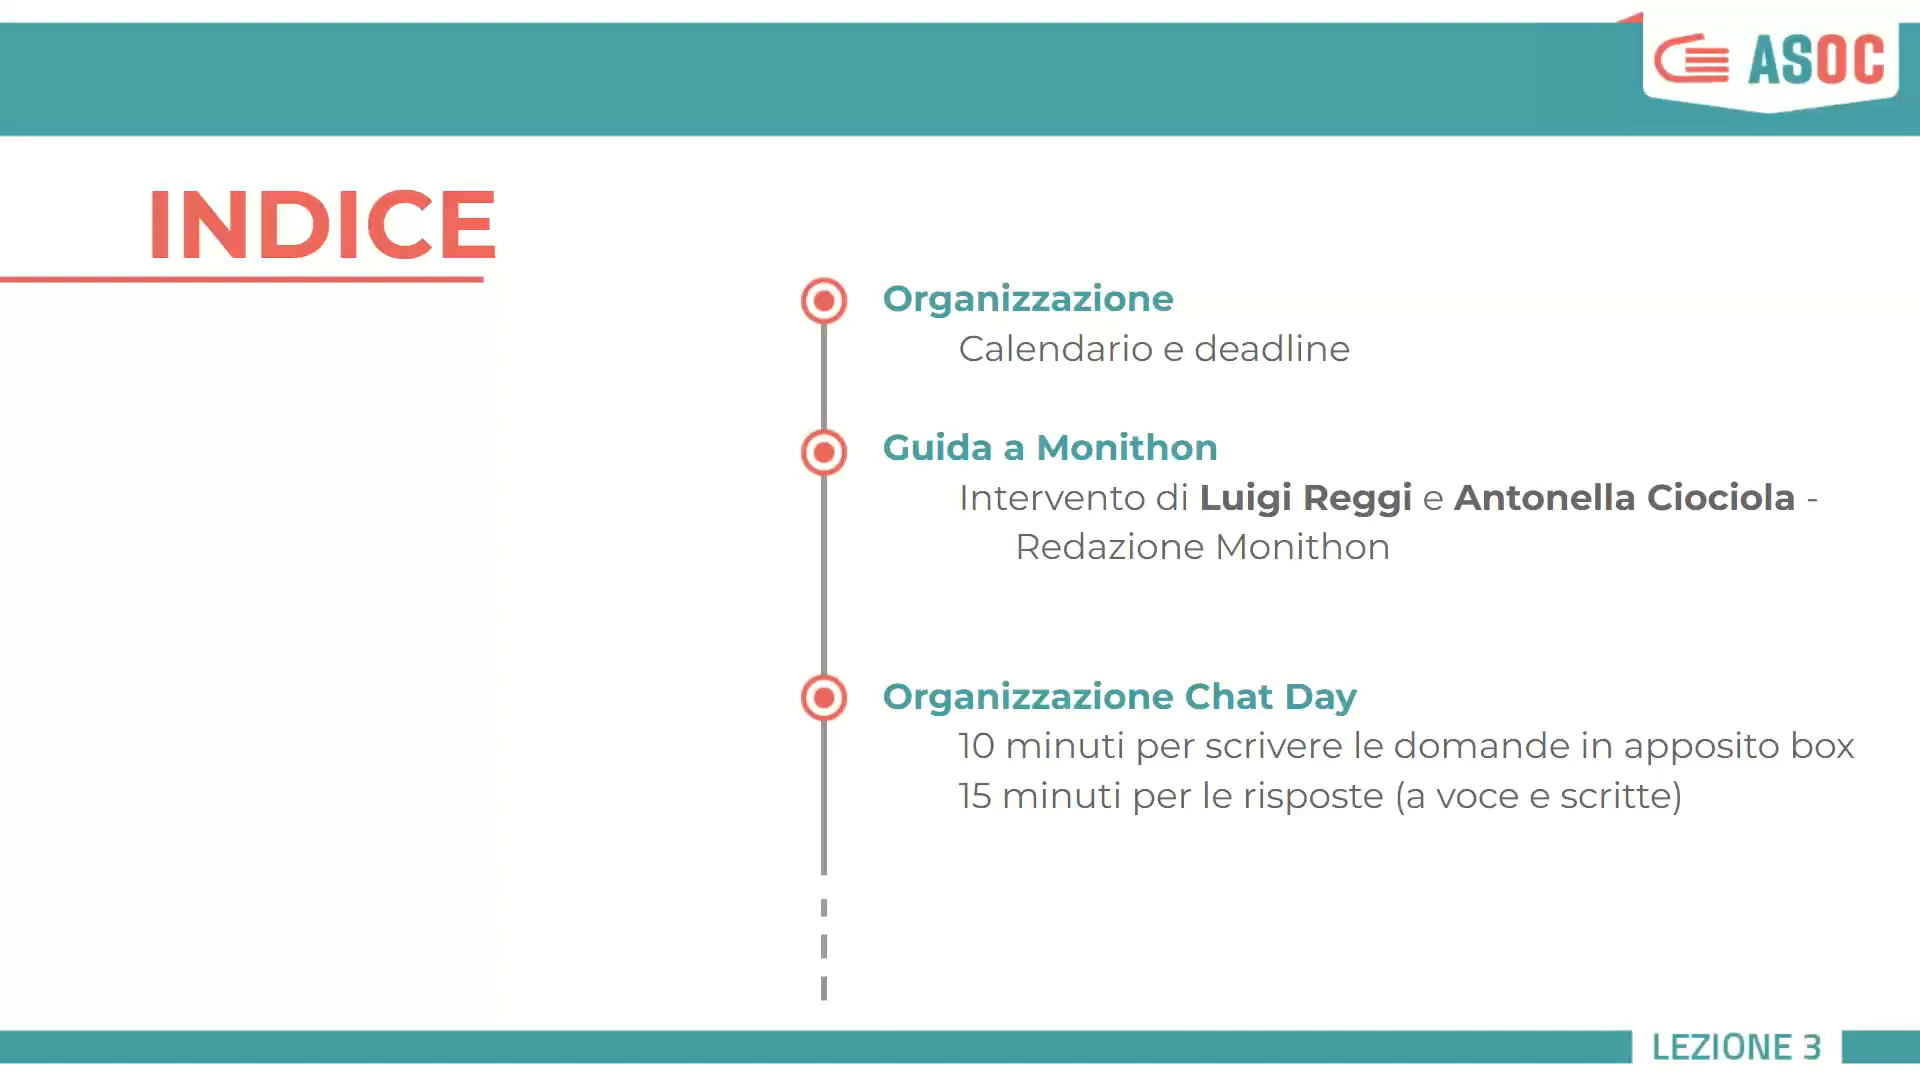 ASOC
INDICE
Organizzazione
Calendario e deadline
Guida a Monithon
Intervento di Luigi Reggi e Antonella Ciociola -
Redazione Monithon
Organizzazione Chat Day
10 minuti per scrivere le domande in apposito box
15 minuti per le risposte (a voce e scritte)
LEZIONE 3